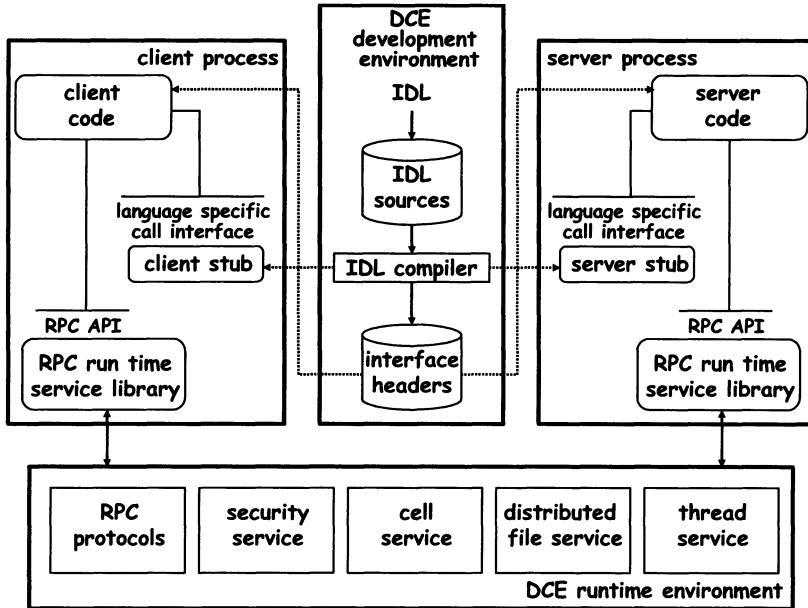 DCE
development
environment
client process
server process
client
code
IDL
server
code
IDL
sources
language specific
call interface
language specific
call interface
client stub
IDL compiler
server stub
RPC API
RPC API
RPC run time
service library
interface
headers
RPC run time
service library
RPC
protocols
security
service
cell
service
distributed
file service
thread
service
DCE runtime environment